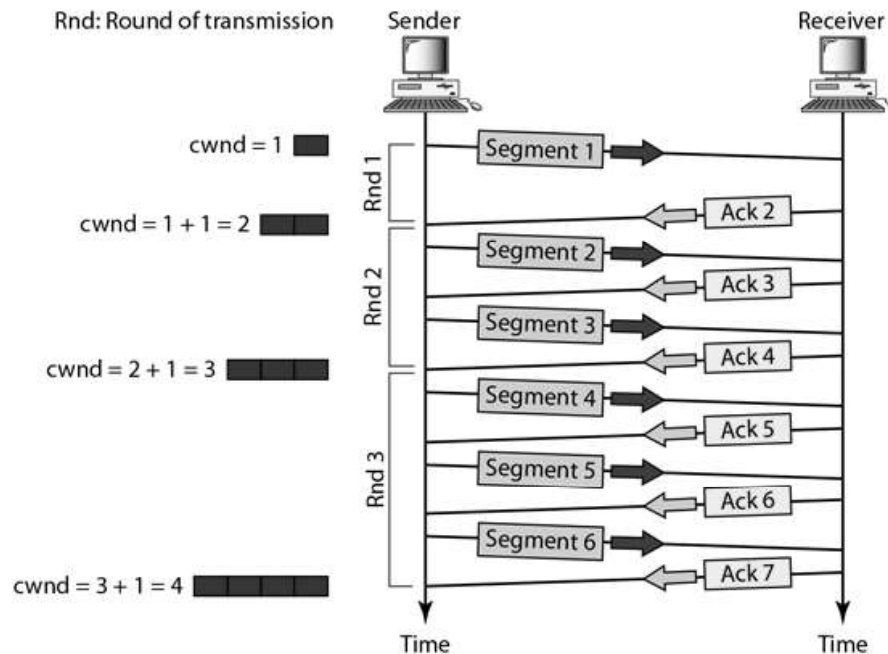 Rnd: Round of transmission
Sender
Receiver
cwnd = 1
Rnd 1
Segment 1
Ack 2
cwnd = 1 + 1 = 2
Rnd 2
Segment 2
Ack 3
Segment 3
Ack 4
cwnd = 2 + 1 = 3
Rnd 3
Segment 4
Ack 5
Segment 5
Ack 6
Segment 6
Ack 7
cwnd = 3 + 1 = 4
Time
Time